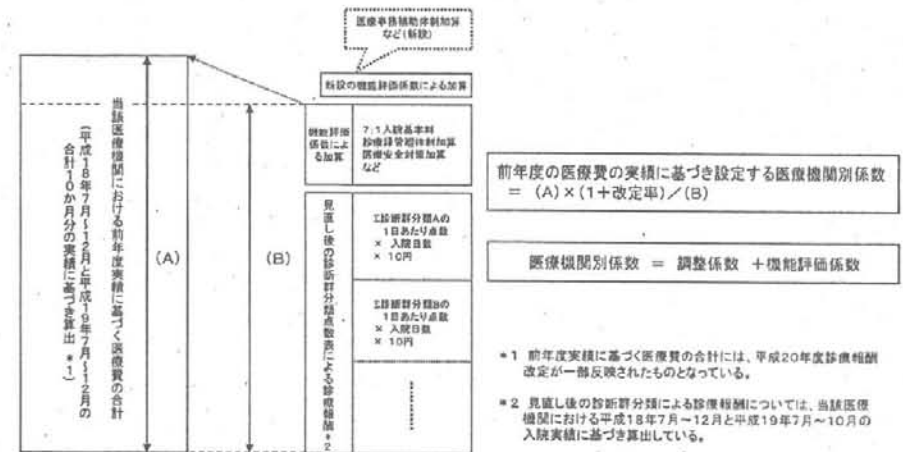 医療事務補助体制加算
など(新設)
新設の機能評価係数による加算
当該医療機関における前年度実績に基づく医療費の合計
(平成18年7月~12月と平成19年7月~12月の
合計10か月分の実績に基づき算出 *1)
(A)
(B)
機能評価
係数によ
る加算
7:1入院基本料
診療録管理体制加算
医療安全対策加算
など
見直し後の診断群分類点数表による診療報酬*2
Σ診断群分類Aの
1日あたり点数
× 入院日数
× 10円
Σ診断群分類Bの
1日あたり点数
× 入院日数
× 10円
前年度の医療費の実績に基づき設定する医療機関別係数
= (A)×(1+改定率)/(B)
医療機関別係数 = 調整係数 +機能評価係数
*1 前年度実績に基づく医療費の合計には、平成20年度診療報酬
改定が一部反映されたものとなっている。
*2 見直し後の診断群分類による診療報酬については、当該医療
機関における平成18年7月~12月と平成19年7月~10月の
入院実績に基づき算出している。